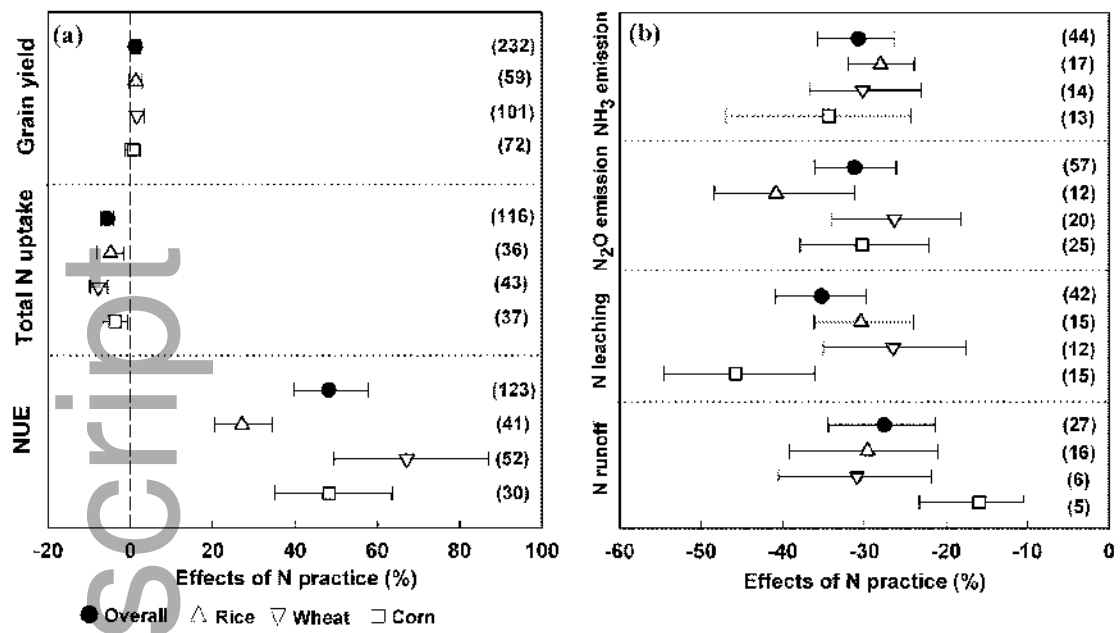 (a)
Grain yield
(232)
(59)
(101)
(72)
Total N uptake
(116)
(36)
(43)
(37)
NUE
(123)
(41)
(52)
(30)
-20 0 20 40 60 80 100
Effects of N practice (%)
Overall Rice Wheat Corn
(b)
NH₃ emission
(44)
(17)
(14)
(13)
N₂O emission
(57)
(12)
(20)
(25)
N leaching
(42)
(15)
(12)
(15)
N runoff
(27)
(16)
(6)
(5)
-60 -50 -40 -30 -20 -10 0
Effects of N practice (%)
script